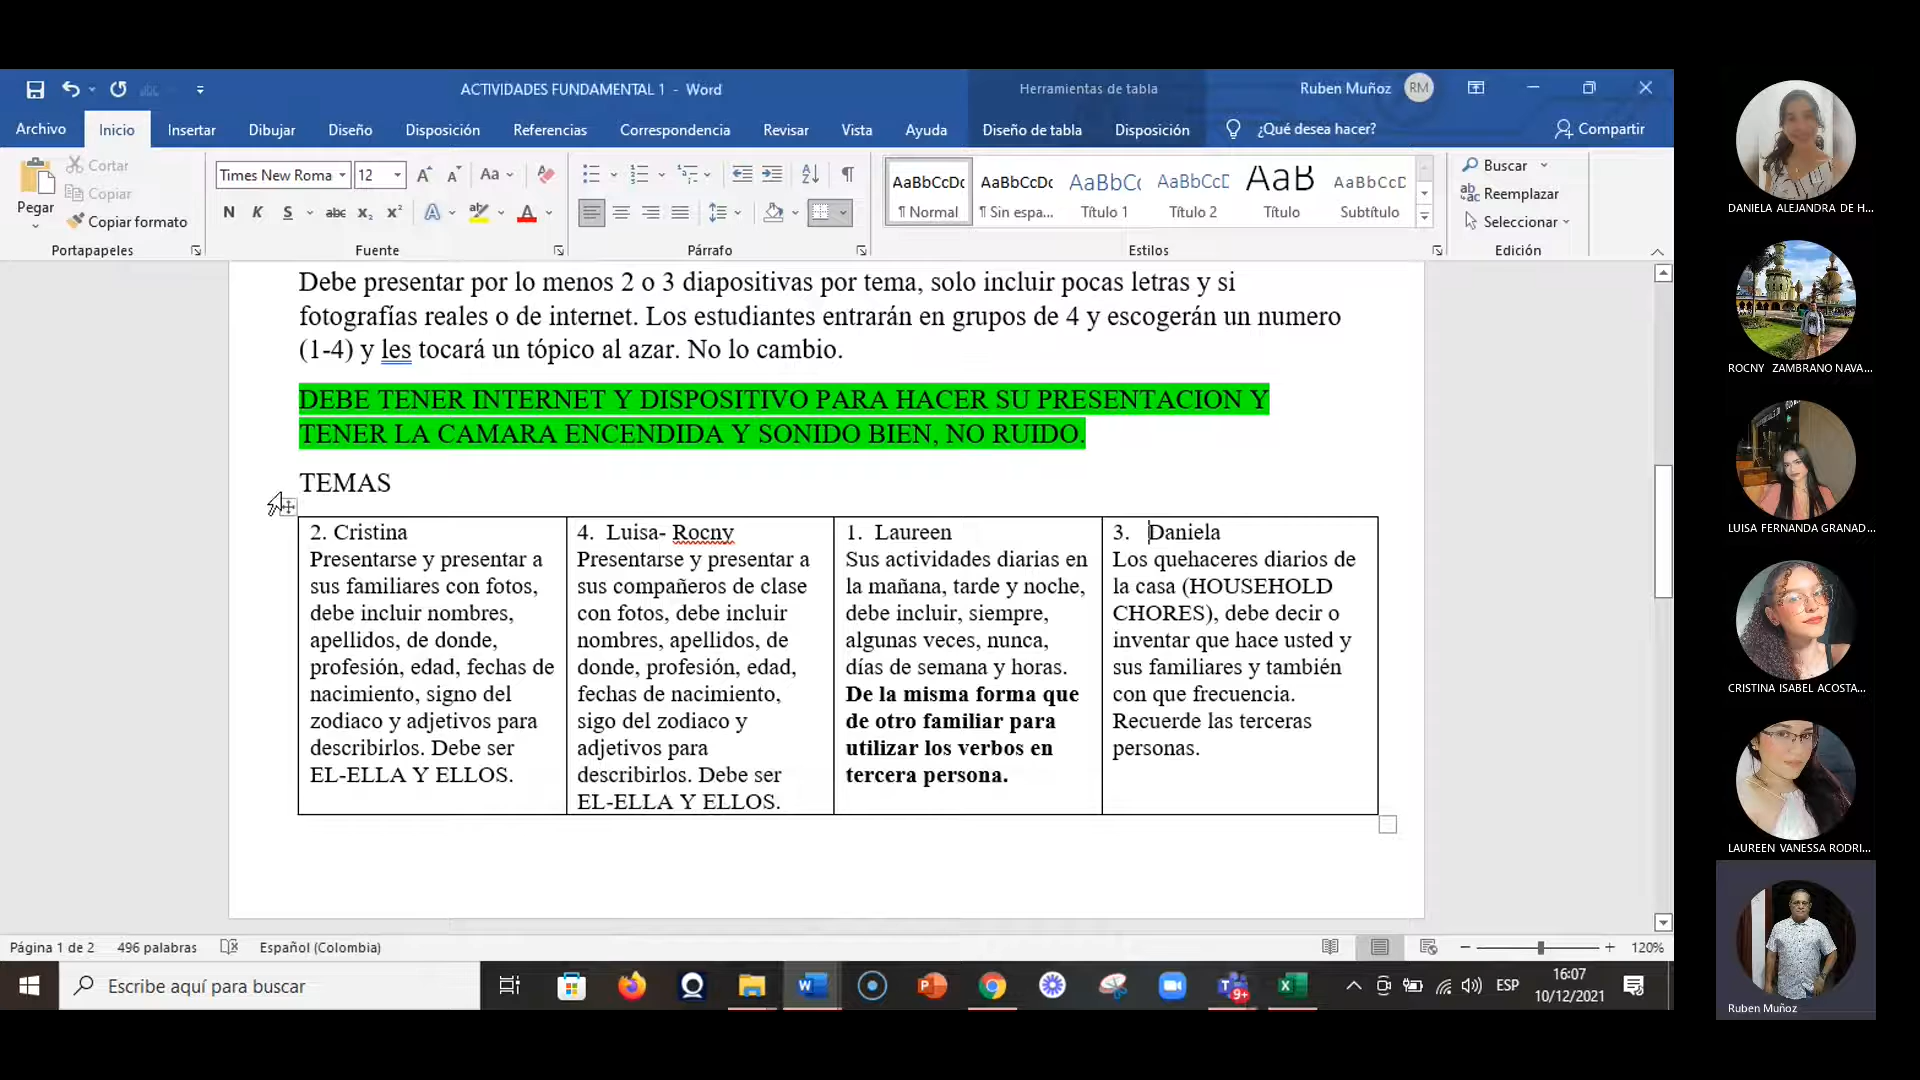 ACTIVIDADES FUNDAMENTAL 1 - Word
Herramientas de tabla
Ruben Muñoz
RM
Archivo
Inicio
Insertar
Dibujar
Diseño
Disposición
Referencias
Correspondencia
Revisar
Vista
Ayuda
Diseño de tabla
Disposición
¿Qué desea hacer?
Compartir
Pegar
Cortar
Copiar
Copiar formato
Portapapeles
Times New Roma
12
Aa
N K S abc x₂ x²
A
A
Fuente
Párrafo
AaBbCcDc
¶ Normal
AaBbCcDc
¶ Sin espa...
AaBbC(
Título 1
AaBbCcE
Título 2
AaB
Título
AaBbCcD
Subtítulo
Estilos
Buscar
Reemplazar
Seleccionar
Edición
Debe presentar por lo menos 2 o 3 diapositivas por tema, solo incluir pocas letras y si
fotografías reales o de internet. Los estudiantes entrarán en grupos de 4 y escogerán un numero
(1-4) y les tocará un tópico al azar. No lo cambio.
DEBE TENER INTERNET Y DISPOSITIVO PARA HACER SU PRESENTACION Y
TENER LA CAMARA ENCENDIDA Y SONIDO BIEN, NO RUIDO.
TEMAS
2. Cristina
Presentarse y presentar a
sus familiares con fotos,
debe incluir nombres,
apellidos, de donde,
profesión, edad, fechas de
nacimiento, signo del
zodiaco y adjetivos para
describirlos. Debe ser
EL-ELLA Y ELLOS.
4. Luisa- Rocny
Presentarse y presentar a
sus compañeros de clase
con fotos, debe incluir
nombres, apellidos, de
donde, profesión, edad,
fechas de nacimiento,
sigo del zodiaco y
adjetivos para
describirlos. Debe ser
EL-ELLA Y ELLOS.
1. Laureen
Sus actividades diarias en
la mañana, tarde y noche,
debe incluir, siempre,
algunas veces, nunca,
días de semana y horas.
De la misma forma que
de otro familiar para
utilizar los verbos en
tercera persona.
3. Daniela
Los quehaceres diarios de
la casa (HOUSEHOLD
CHORES), debe decir o
inventar que hace usted y
sus familiares y también
con que frecuencia.
Recuerde las terceras
personas.
Página 1 de 2
496 palabras
Español (Colombia)
120%
Escribe aquí para buscar
9+
ESP
16:07
10/12/2021
DANIELA ALEJANDRA DE H...
ROCNY ZAMBRANO NAVA...
LUISA FERNANDA GRANAD...
CRISTINA ISABEL ACOSTA...
LAUREEN VANESSA RODRI...
Ruben Muñoz